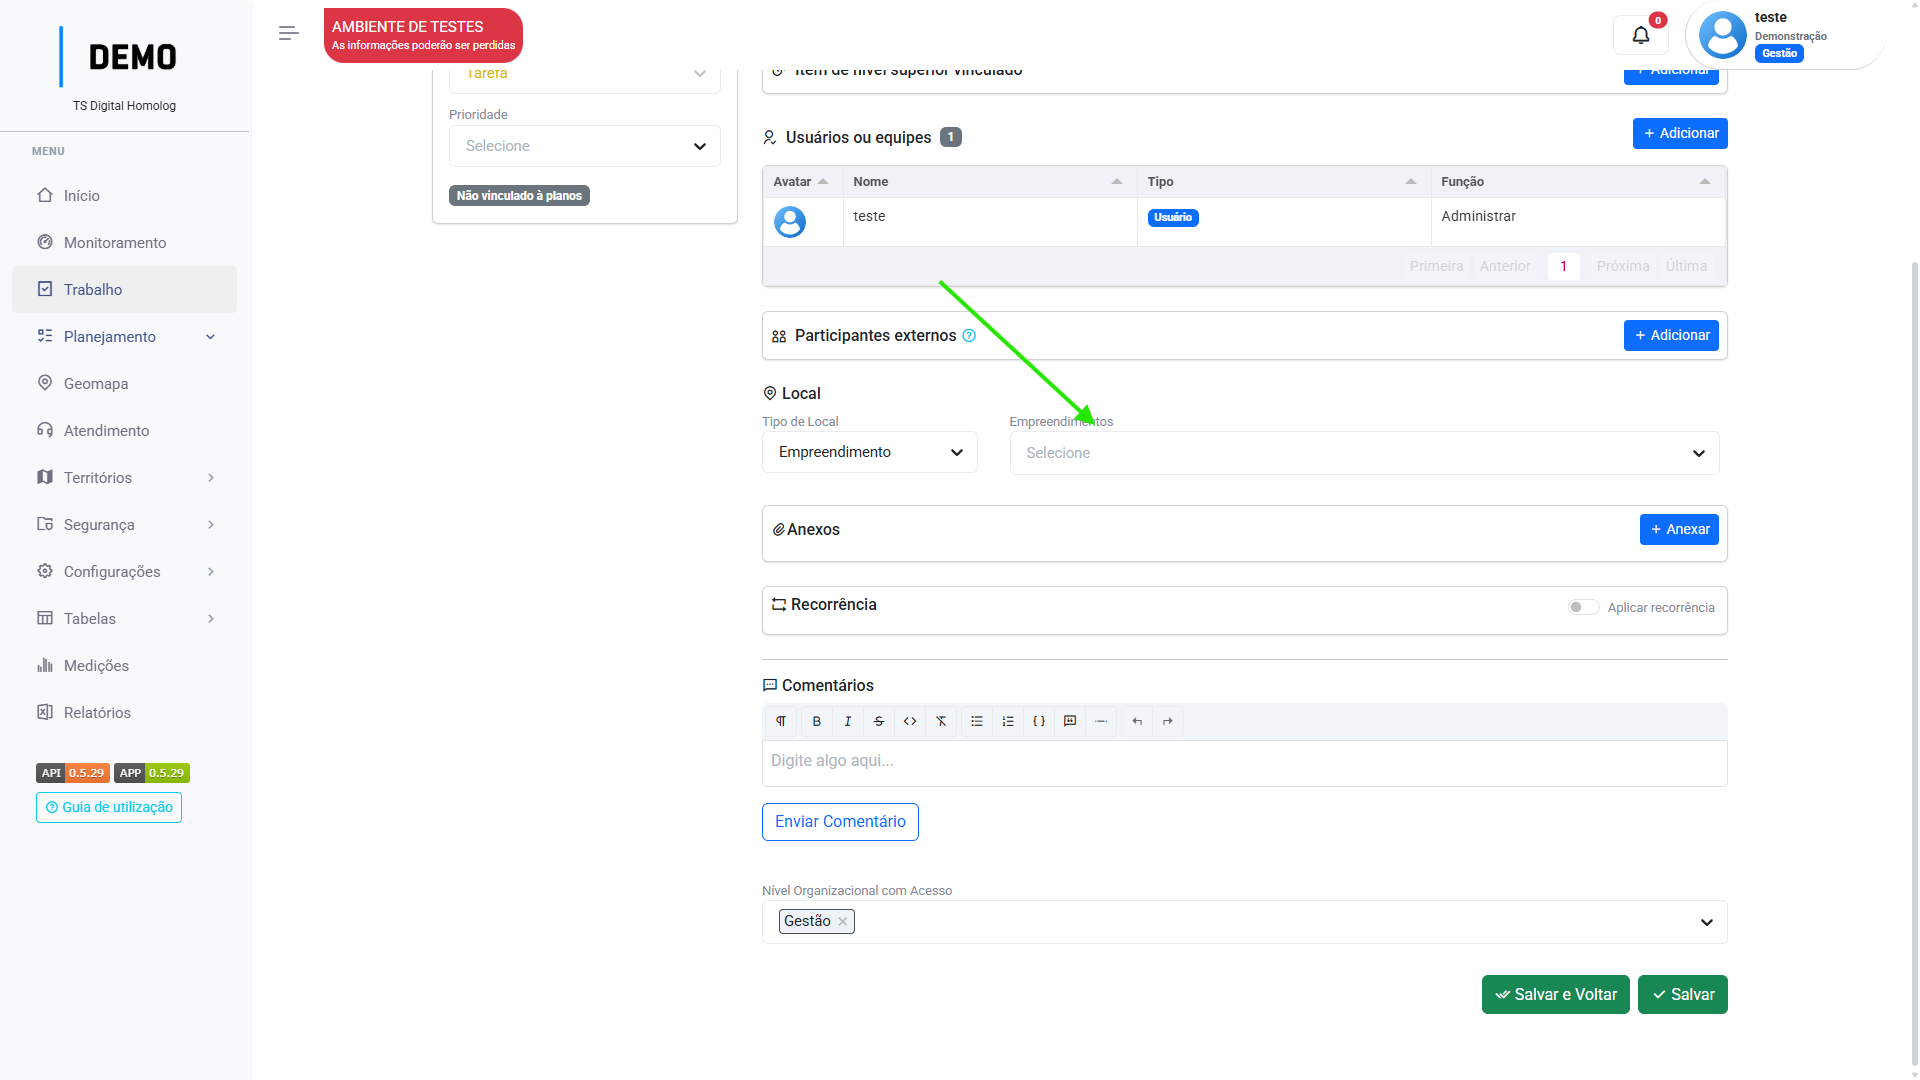 DEMO
TS Digital Homolog
MENU
Início
Monitoramento
Trabalho
Planejamento
Geomapa
Atendimento
Territórios
Segurança
Configurações
Tabelas
Medições
Relatórios
API 0.5.29 APP 0.5.29
Guia de utilização
AMBIENTE DE TESTES
As informações poderão ser perdidas
0
teste
Demonstração
Gestão
Tarefa
Prioridade
Selecione
Não vinculado à planos
Item de nível superior vinculado
+ Adicionar
Usuários ou equipes 1
+ Adicionar
Avatar Nome Tipo Função
teste Usuário Administrar
Primeira Anterior 1 Próxima Última
Participantes externos
+ Adicionar
Local
Tipo de Local
Empreendimento
Empreendimentos
Selecione
Anexos
+ Anexar
Recorrência
Aplicar recorrência
Comentários
Digite algo aqui...
Enviar Comentário
Nível Organizacional com Acesso
Gestão
Salvar e Voltar
Salvar